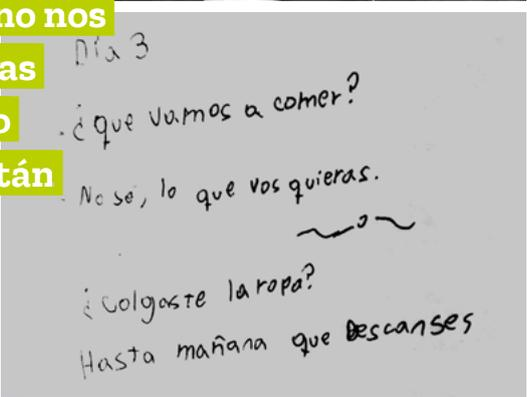 no nos
as
o
tán
Día 3
¿que vamos a comer?
No sé, lo que vos quieras.
¿colgaste la ropa?
Hasta mañana que Descanses